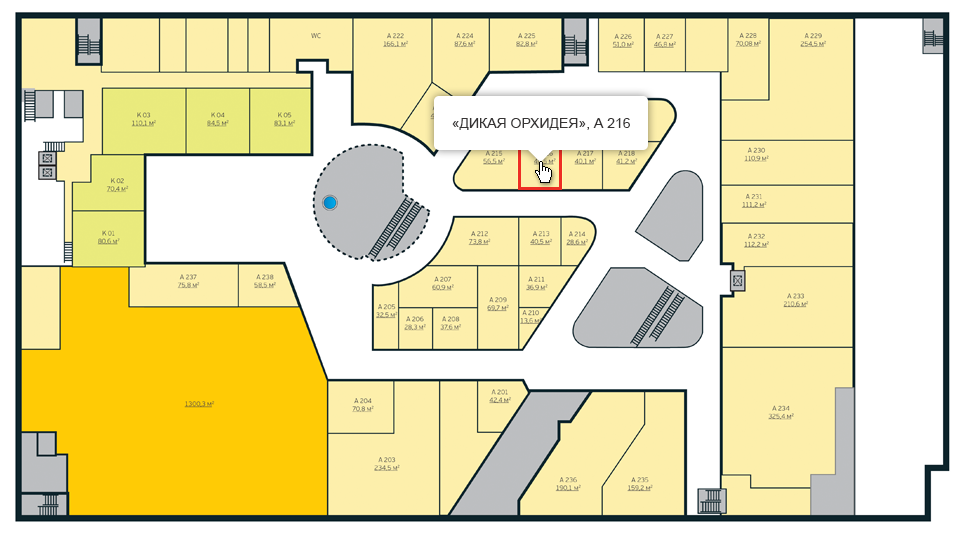 WC
A 222
166,1 м²
A 224
87,6 м²
A 225
82,8 м²
A 226
51,0 м²
A 227
46,8 м²
A 228
70,08 м²
A 229
254,5 м²
K 03
110,1 м²
K 04
84,5 м²
K 05
83,1 м²
«ДИКАЯ ОРХИДЕЯ», А 216
A 215
56,5 м²
A 217
40,1 м²
A 218
41,2 м²
A 230
110,9 м²
K 02
70,4 м²
A 231
111,2 м²
K 01
80,6 м²
A 212
73,8 м²
A 213
40,5 м²
A 214
28,6 м²
A 232
112,2 м²
A 237
75,8 м²
A 238
58,5 м²
A 207
60,9 м²
A 211
36,9 м²
A 205
32,5 м²
A 209
69,7 м²
A 233
210,6 м²
A 206
28,3 м²
A 208
37,6 м²
A 210
13,6 м²
1300,3 м²
A 204
70,8 м²
A 201
42,4 м²
A 234
325,4 м²
A 203
234,5 м²
A 236
190,1 м²
A 235
159,2 м²